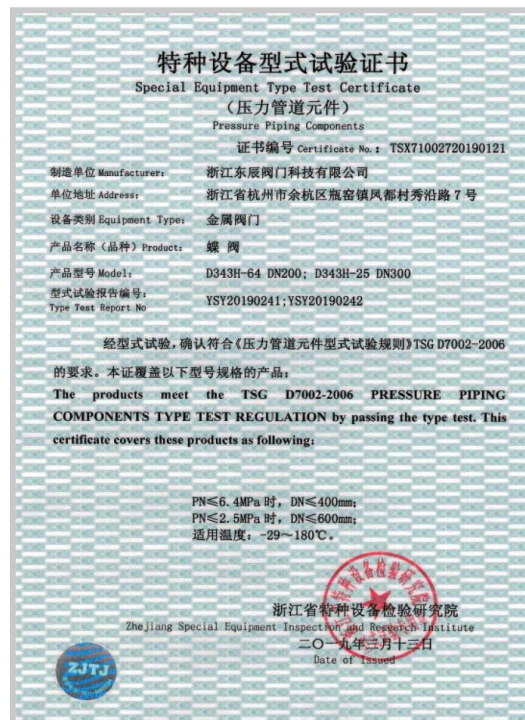 特种设备型式试验证书
Special Equipment Type Test Certificate
（压力管道元件）
Pressure Piping Components
证书编号 Certificate No.： TSX71002720190121
制造单位 Manufacturer： 浙江东辰阀门科技有限公司
单位地址 Address： 浙江省杭州市余杭区瓶窑镇凤都村秀沿路 7 号
设备类别 Equipment Type： 金属阀门
产品名称（品种）Product： 蝶 阀
产品型号 Model： D343H-64 DN200; D343H-25 DN300
型式试验报告编号： YSY20190241;YSY20190242
Type Test Report No
经型式试验，确认符合《压力管道元件型式试验规则》TSG D7002-2006
的要求。本证覆盖以下型号规格的产品：
The products meet the TSG D7002-2006 PRESSURE PIPING
COMPONENTS TYPE TEST REGULATION by passing the type test. This
certificate covers these products as following:
PN≤6.4MPa 时，DN≤400mm;
PN≤2.5MPa 时，DN≤600mm;
适用温度：-29～180℃。
浙江省特种设备检验研究院
Zhejiang Special Equipment Inspection and Research Institute
二〇一九年三月十三日
Date of Issued
ZJTJ